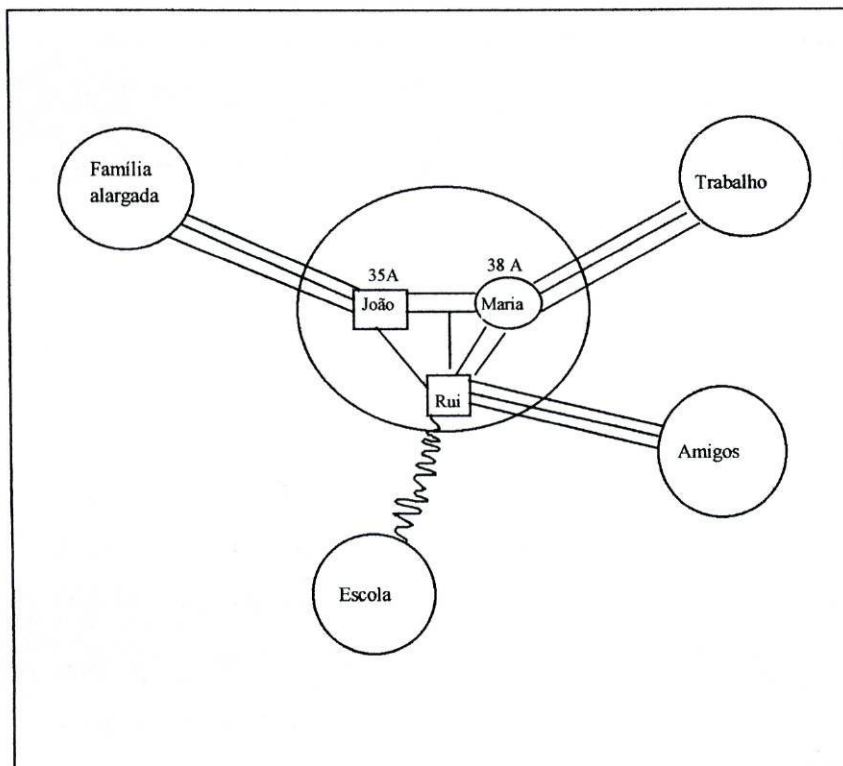 Família
alargada
Trabalho
35A
38 A
João
Maria
Rui
Amigos
Escola